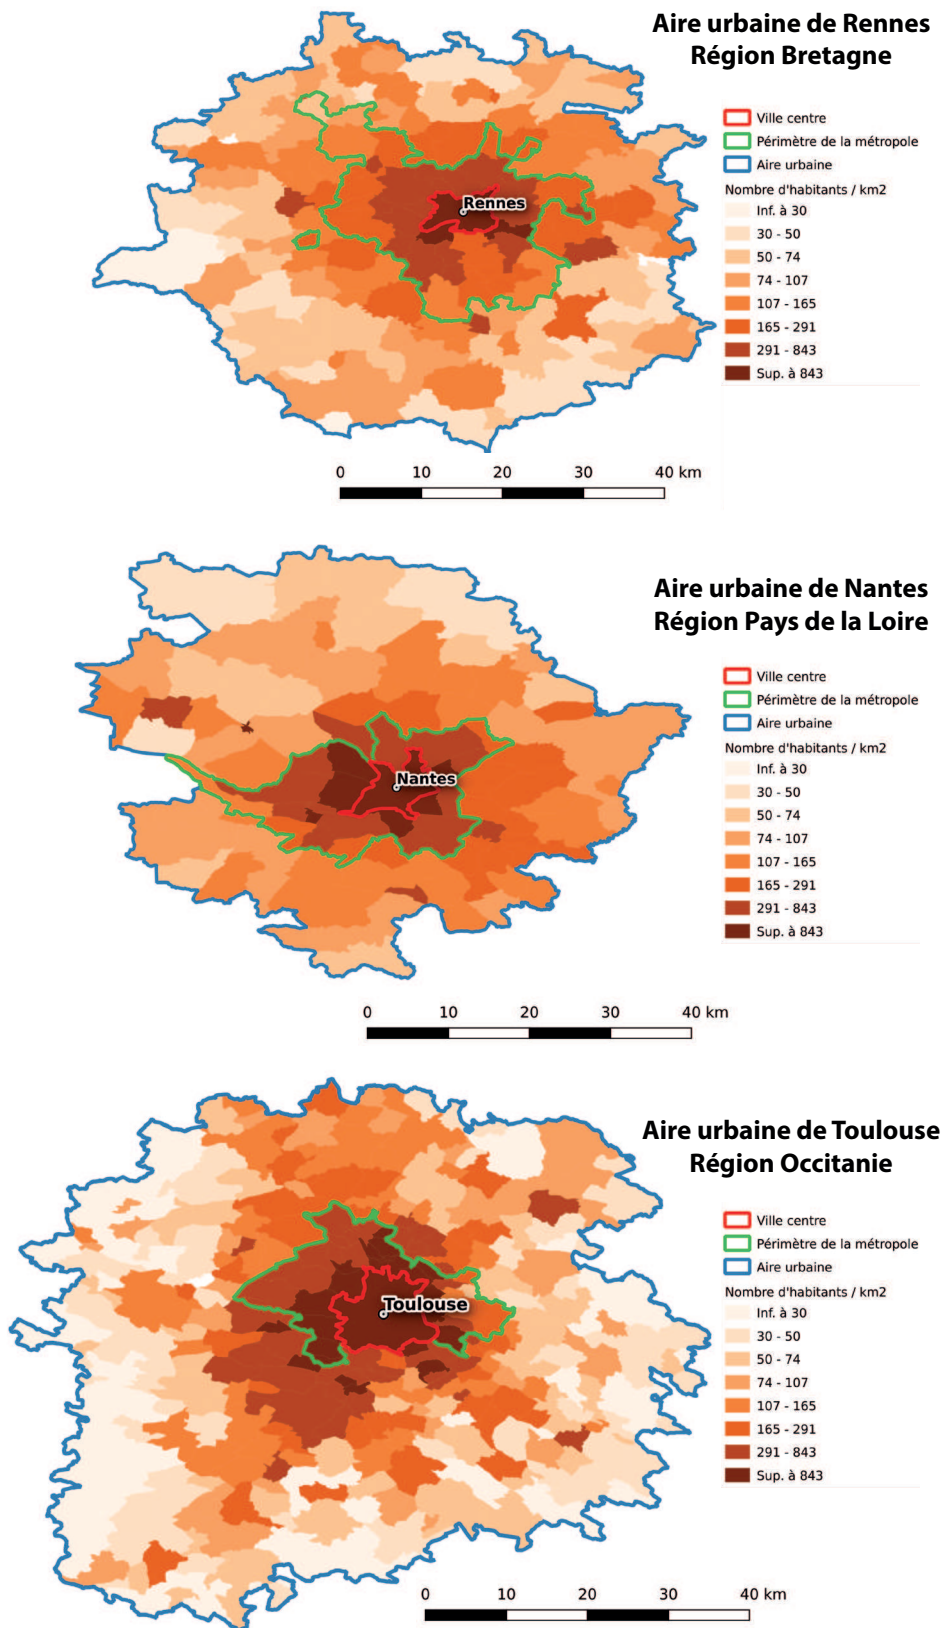 Aire urbaine de Rennes
Région Bretagne
Ville centre
Périmètre de la métropole
Aire urbaine
Nombre d'habitants / km2
Inf. à 30
30 - 50
50 - 74
74 - 107
107 - 165
165 - 291
291 - 843
Sup. à 843
Rennes
0 10 20 30 40 km
Aire urbaine de Nantes
Région Pays de la Loire
Ville centre
Périmètre de la métropole
Aire urbaine
Nombre d'habitants / km2
Inf. à 30
30 - 50
50 - 74
74 - 107
107 - 165
165 - 291
291 - 843
Sup. à 843
Nantes
0 10 20 30 40 km
Aire urbaine de Toulouse
Région Occitanie
Ville centre
Périmètre de la métropole
Aire urbaine
Nombre d'habitants / km2
Inf. à 30
30 - 50
50 - 74
74 - 107
107 - 165
165 - 291
291 - 843
Sup. à 843
Toulouse
0 10 20 30 40 km